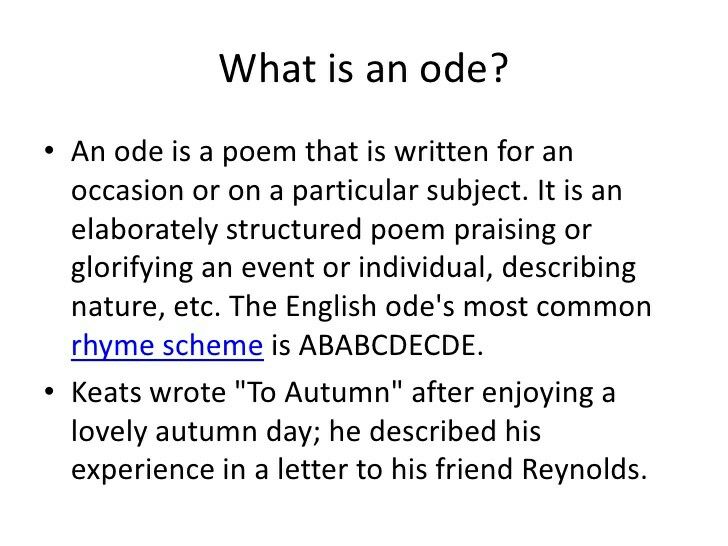 What is an ode?
• An ode is a poem that is written for an
occasion or on a particular subject. It is an
elaborately structured poem praising or
glorifying an event or individual, describing
nature, etc. The English ode's most common
rhyme scheme is ABABCDECDE.
• Keats wrote "To Autumn" after enjoying a
lovely autumn day; he described his
experience in a letter to his friend Reynolds.